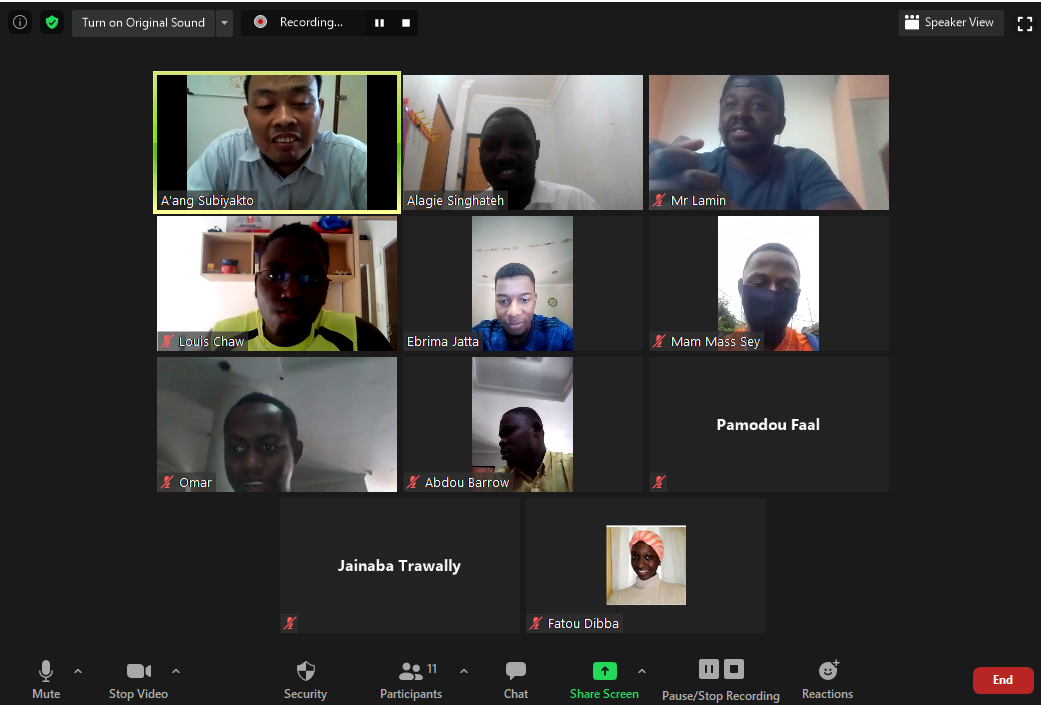 Turn on Original Sound
Recording...
Speaker View
A'ang Subiyakto
Alagie Singhateh
Mr Lamin
Louis Chaw
Ebrima Jatta
Mam Mass Sey
Omar
Abdou Barrow
Pamodou Faal
Jainaba Trawally
Fatou Dibba
11
Mute
Stop Video
Security
Participants
Chat
Share Screen
Pause/Stop Recording
Reactions
End